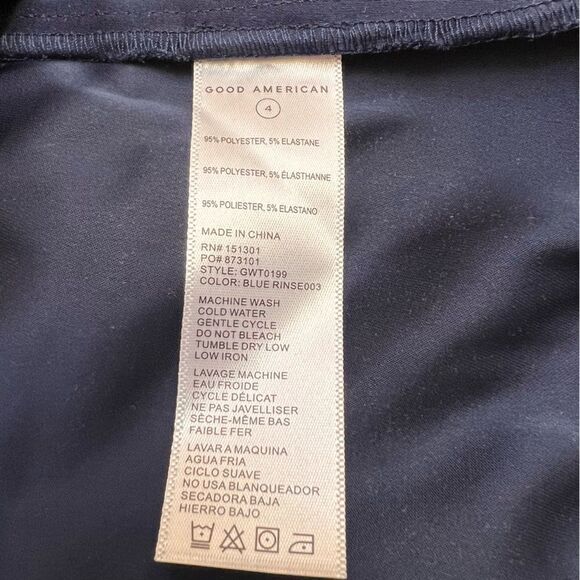 GOOD AMERICAN
4
95% POLYESTER, 5% ELASTANE
95% POLYESTER, 5% ÉLASTHANNE
95% POLIESTER, 5% ELASTANO
MADE IN CHINA
RN# 151301
PO# 873101
STYLE: GWT0199
COLOR: BLUE RINSE003
MACHINE WASH
COLD WATER
GENTLE CYCLE
DO NOT BLEACH
TUMBLE DRY LOW
LOW IRON
LAVAGE MACHINE
EAU FROIDE
CYCLE DÉLICAT
NE PAS JAVELLISER
SÈCHE-MÊME BAS
FAIBLE FER
LAVAR A MAQUINA
AGUA FRIA
CICLO SUAVE
NO USA BLANQUEADOR
SECADORA BAJA
HIERRO BAJO